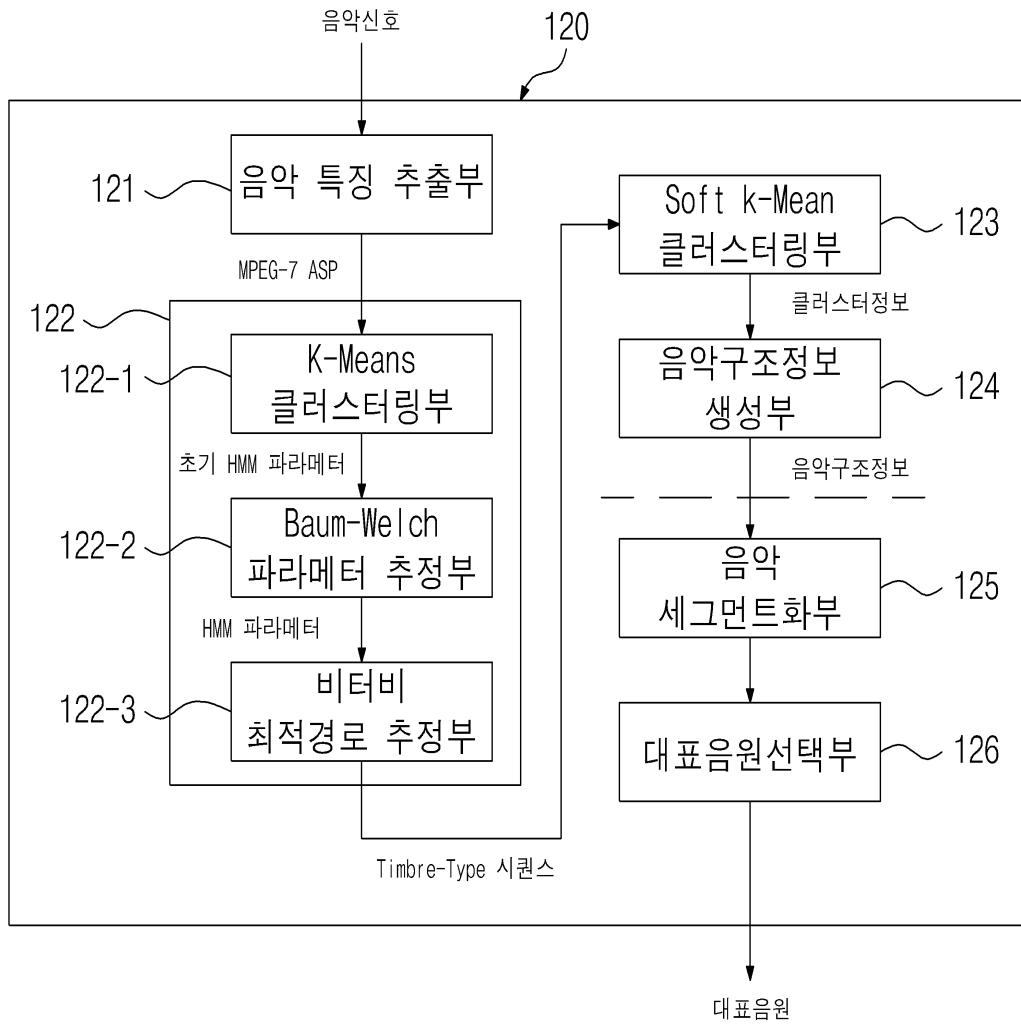 음악신호
120
음악 특징 추출부
121
MPEG-7 ASP
122
K-Means
클러스터링부
122-1
초기 HMM 파라메터
Baum-Welch
파라메터 추정부
122-2
HMM 파라메터
비터비
최적경로 추정부
122-3
Timbre-Type 시퀀스
Soft k-Mean
클러스터링부
123
클러스터정보
음악구조정보
생성부
124
음악구조정보
음악
세그먼트화부
125
대표음원선택부
126
대표음원